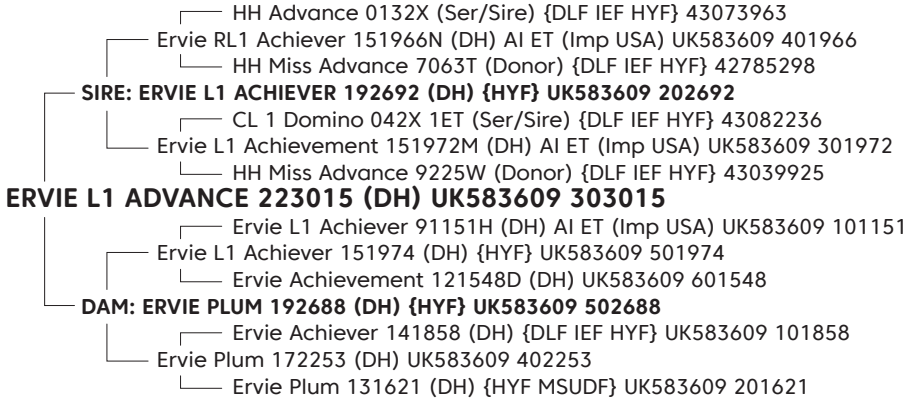 HH Advance 0132X (Ser/Sire) {DLF IEF HYF} 43073963
Ervie RL1 Achiever 151966N (DH) AI ET (Imp USA) UK583609 401966
HH Miss Advance 7063T (Donor) {DLF IEF HYF} 42785298
SIRE: ERVIE L1 ACHIEVER 192692 (DH) {HYF} UK583609 202692
CL 1 Domino 042X 1ET (Ser/Sire) {DLF IEF HYF} 43082236
Ervie L1 Achievement 151972M (DH) AI ET (Imp USA) UK583609 301972
HH Miss Advance 9225W (Donor) {DLF IEF HYF} 43039925
ERVIE L1 ADVANCE 223015 (DH) UK583609 303015
Ervie L1 Achiever 91151H (DH) AI ET (Imp USA) UK583609 101151
Ervie L1 Achiever 151974 (DH) {HYF} UK583609 501974
Ervie Achievement 121548D (DH) UK583609 601548
DAM: ERVIE PLUM 192688 (DH) {HYF} UK583609 502688
Ervie Achiever 141858 (DH) {DLF IEF HYF} UK583609 101858
Ervie Plum 172253 (DH) UK583609 402253
Ervie Plum 131621 (DH) {HYF MSUDF} UK583609 201621